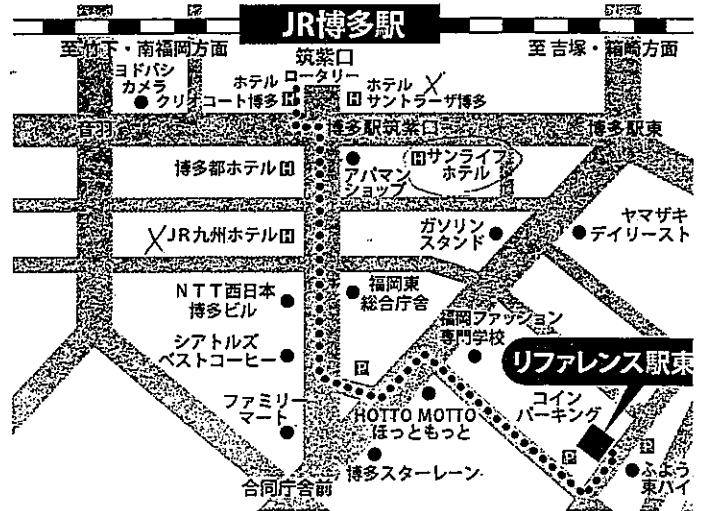 JR博多駅
至竹下・南福岡方面
筑紫口
ロータリー
至吉塚・箱崎方面
ヨドバシ
カメラ
ホテル
クリオコート博多
H
H
ホテル
サントラーザ博多
音羽
博多駅筑紫口
博多駅東
博多都ホテル
H
アパマン
ショップ
H
サンライフ
ホテル
JR九州ホテル
H
ガソリン
スタンド
ヤマザキ
デイリースト
NTT西日本
博多ビル
福岡東
総合庁舎
福岡ファッション
専門学校
シアトルズ
ベストコーヒー
P
リファレンス駅東
ファミリー
マート
HOTTO MOTTO
ほっともっと
コイン
パーキング
P
P
博多スターレーン
合同庁舎前
ふよう
東バイ